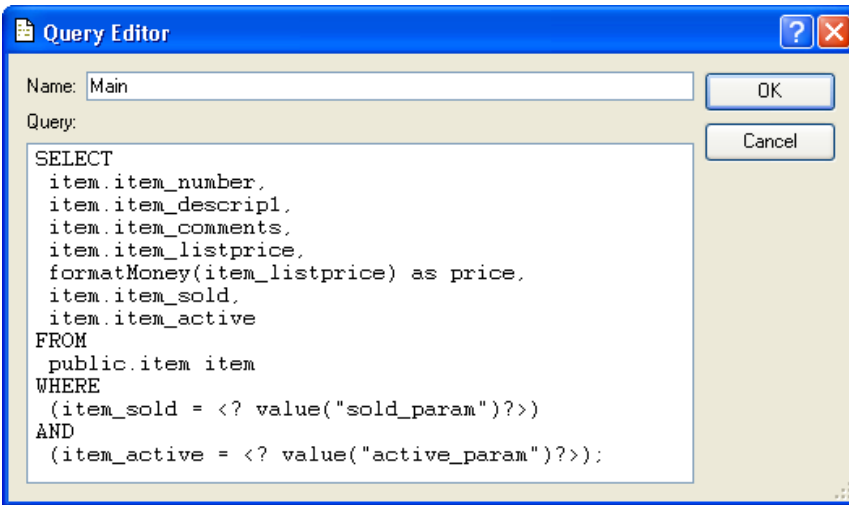 Query Editor
Name: Main
OK
Query:
Cancel
SELECT
item.item_number,
item.item_descrip1,
item.item_comments,
item.item_listprice,
formatMoney(item_listprice) as price,
item.item_sold,
item.item_active
FROM
public.item item
WHERE
(item_sold = <? value("sold_param")?>)
AND
(item_active = <? value("active_param")?>);